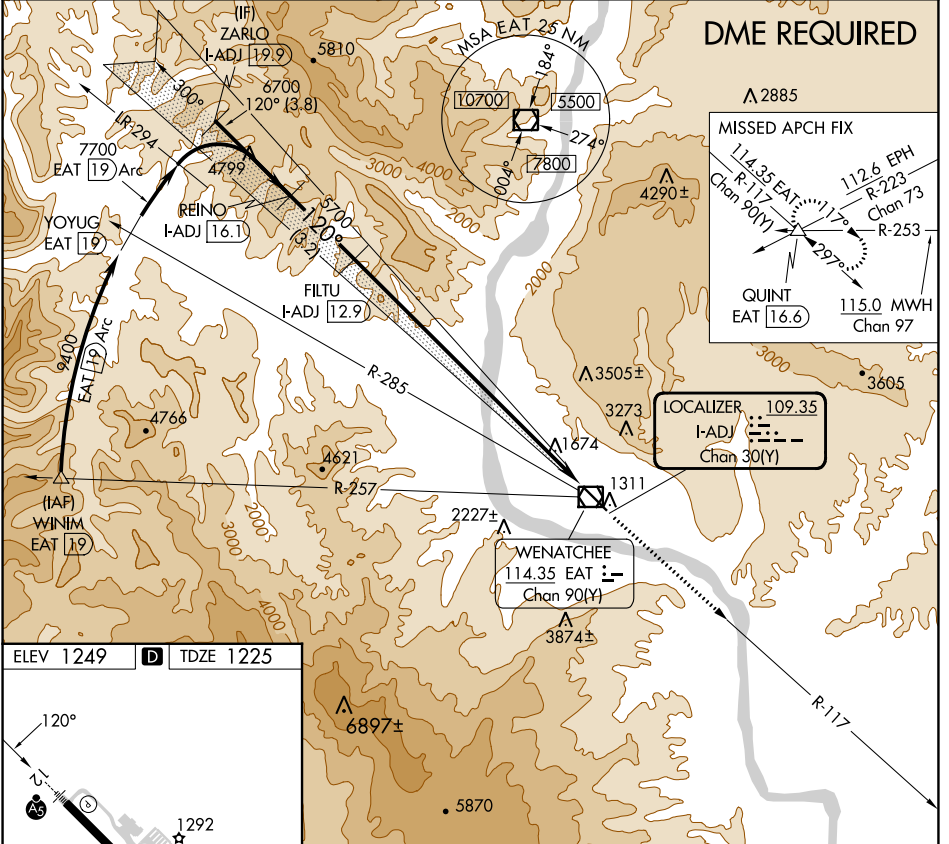 DME REQUIRED
(IF)
ZARLO
I-ADJ 19.9
5810
6700
120° (3.8)
300°
LR-294
7700
EAT 19 Arc
4799
YOYUG
EAT 19
REINO
I-ADJ 16.1
5700
120°
(3.2)
FILTU
I-ADJ 12.9
9400
EAT 19 Arc
MSA EAT 25 NM
184°
10700
5500
274°
004°
7800
3000
4000
3000
2000
2885
4290±
2000
MISSED APCH FIX
114.35 EAT
R-117
Chan 90(Y)
112.6 EPH
R-223
Chan 73
117°
R-253
297°
QUINT
EAT 16.6
115.0 MWH
Chan 97
3000
3605
R-285
3505±
3273
LOCALIZER 109.35
I-ADJ
Chan 30(Y)
1674
4766
4621
R-257
1311
(IAF)
WINIM
EAT 19
2000
3000
4000
2227±
WENATCHEE
114.35 EAT
Chan 90(Y)
3874±
R-117
6897±
5870
ELEV 1249
D
TDZE 1225
120°
12
A5
P
1292